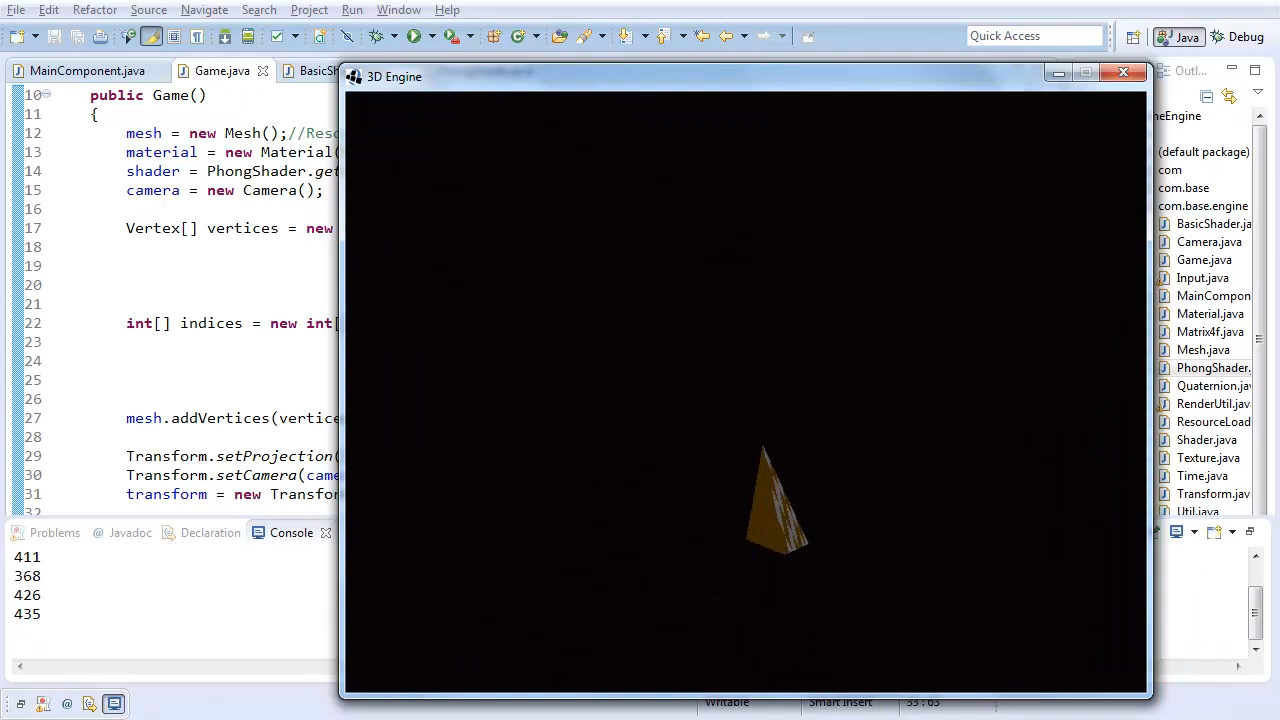 File Edit Refactor Source Navigate Search Project Run Window Help
Quick Access
Java
Debug
MainComponent.java
Game.java
3D Engine
Outl...
10 public Game()
11 {
12 mesh = new Mesh();//Res
13 material = new Material(
14 shader = PhongShader.get
15 camera = new Camera();
16
17 Vertex[] vertices = new
18
19
20
21
22 int[] indices = new int[
23
24
25
26
27 mesh.addVertices(vertice
28
29 Transform.setProjection(
30 Transform.setCamera(came
31 transform = new Transfor
32
neEngine
(default package)
com
com.base
com.base.engine
BasicShader.ja
Camera.java
Game.java
Input.java
MainCompon
Material.java
Matrix4f.java
Mesh.java
PhongShader.
Quaternion.jav
RenderUtil.jav
ResourceLoad
Shader.java
Texture.java
Time.java
Transform.jav
Util.java
Problems
@ Javadoc
Declaration
Console
411
368
426
435
Writable
Smart Insert